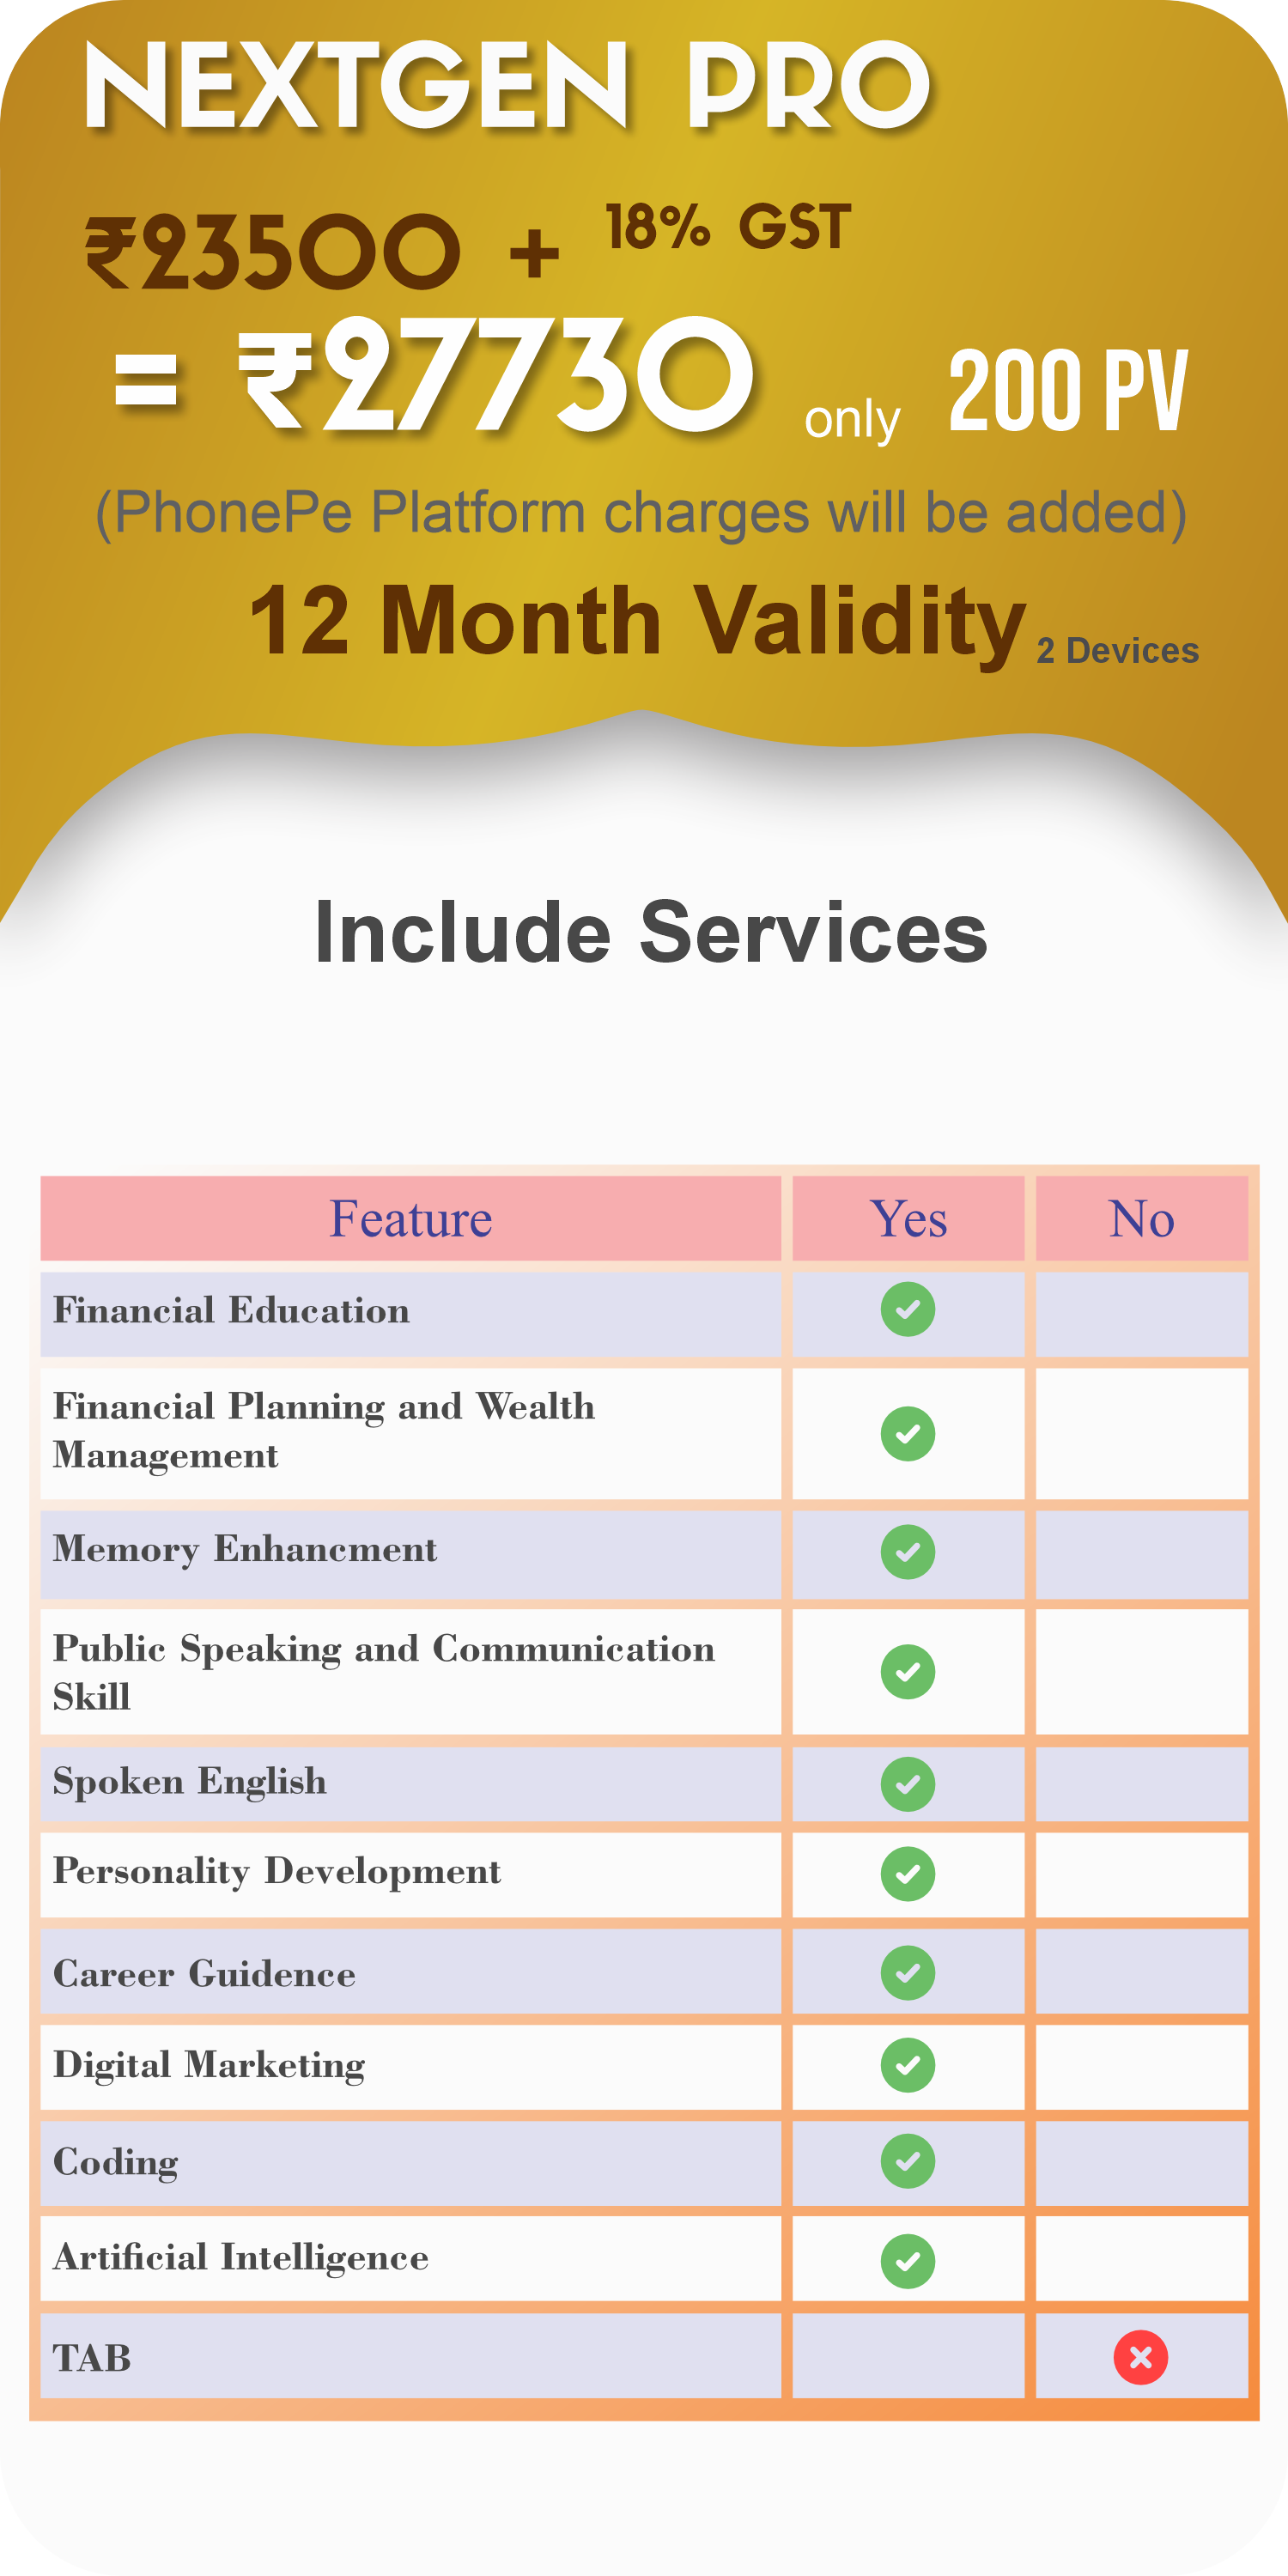 NEXTGEN PRO
₹23500 + 18% GST
= ₹27730 only 200 PV
(PhonePe Platform charges will be added)
12 Month Validity 2 Devices
Include Services
Feature Yes No
Financial Education
Financial Planning and Wealth
Management
Memory Enhancment
Public Speaking and Communication
Skill
Spoken English
Personality Development
Career Guidence
Digital Marketing
Coding
Artificial Intelligence
TAB